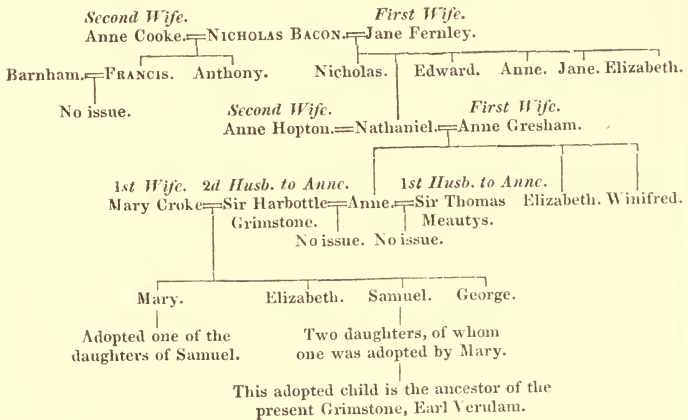 Second Wife. First Wife.
Anne Cooke. NICHOLAS BACON. Jane Fernley.
Barnham. FRANCIS. Anthony. Nicholas. Edward. Anne. Jane. Elizabeth.
No issue.
Second Wife. First Wife.
Anne Hopton. Nathaniel. Anne Gresham.
1st Wife. 2d Husb. to Anne. 1st Husb. to Anne.
Mary Croke Sir Harbottle Anne. Sir Thomas Elizabeth. Winifred.
Grimstone. Meautys.
No issue. No issue.
Mary. Elizabeth. Samuel. George.
Adopted one of the Two daughters, of whom
daughters of Samuel. one was adopted by Mary.
This adopted child is the ancestor of the
present Grimstone, Earl Verulam.